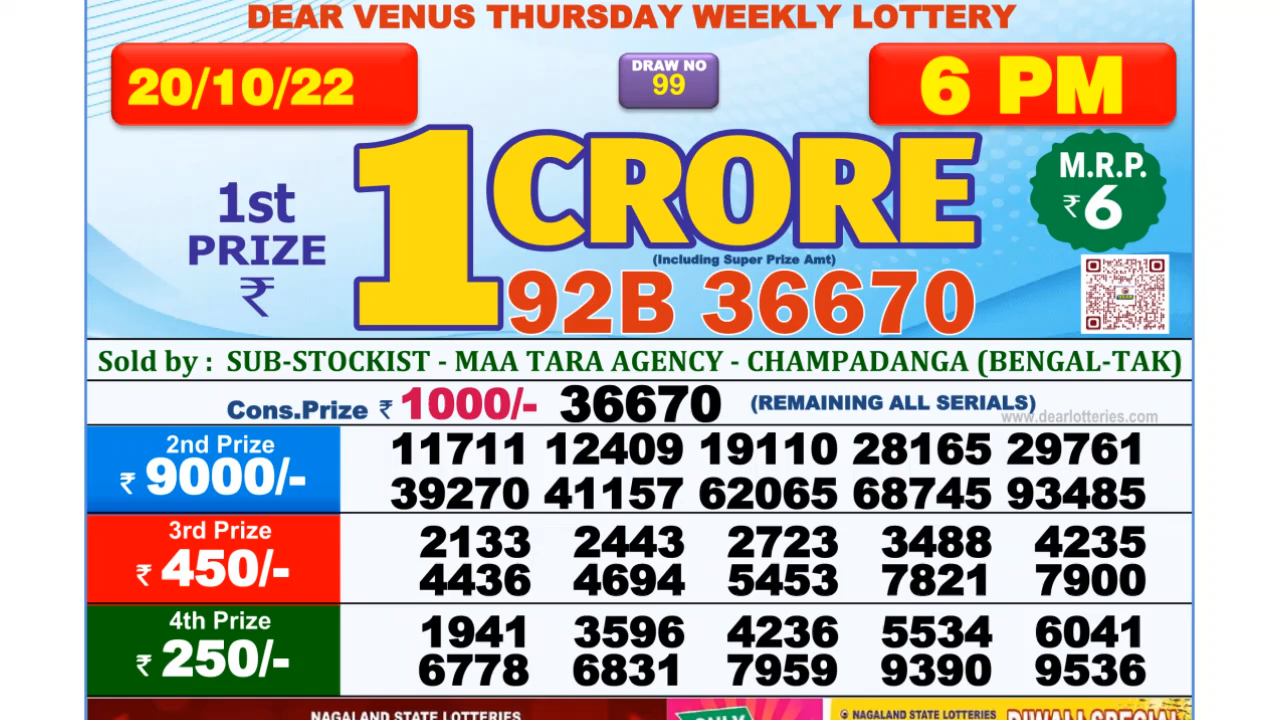 DEAR VENUS THURSDAY WEEKLY LOTTERY
20/10/22
DRAW NO
99
6 PM
1st
PRIZE
₹
1 CRORE
(Including Super Prize Amt)
92B 36670
M.R.P.
₹ 6
Sold by : SUB-STOCKIST - MAA TARA AGENCY - CHAMPADANGA (BENGAL-TAK)
Cons.Prize ₹ 1000/- 36670 (REMAINING ALL SERIALS)
www.dearlotteries.com
2nd Prize
₹ 9000/-
11711 12409 19110 28165 29761
39270 41157 62065 68745 93485
3rd Prize
₹ 450/-
2133 2443 2723 3488 4235
4436 4694 5453 7821 7900
4th Prize
₹ 250/-
1941 3596 4236 5534 6041
6778 6831 7959 9390 9536
NAGALAND STATE LOTTERIES
ONLY
NAGALAND STATE LOTTERIES
DIWALI SPECIAL